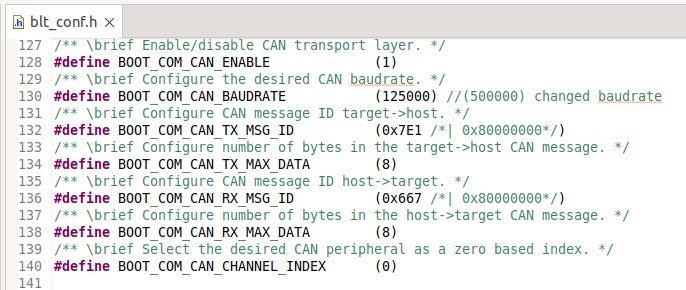 blt_conf.h
127 /** \brief Enable/disable CAN transport layer. */
128 #define BOOT_COM_CAN_ENABLE (1)
129 /** \brief Configure the desired CAN baudrate. */
130 #define BOOT_COM_CAN_BAUDRATE (125000) //(500000) changed baudrate
131 /** \brief Configure CAN message ID target->host. */
132 #define BOOT_COM_CAN_TX_MSG_ID (0x7E1 /*| 0x80000000*/)
133 /** \brief Configure number of bytes in the target->host CAN message. */
134 #define BOOT_COM_CAN_TX_MAX_DATA (8)
135 /** \brief Configure CAN message ID host->target. */
136 #define BOOT_COM_CAN_RX_MSG_ID (0x667 /*| 0x80000000*/)
137 /** \brief Configure number of bytes in the host->target CAN message. */
138 #define BOOT_COM_CAN_RX_MAX_DATA (8)
139 /** \brief Select the desired CAN peripheral as a zero based index. */
140 #define BOOT_COM_CAN_CHANNEL_INDEX (0)
141